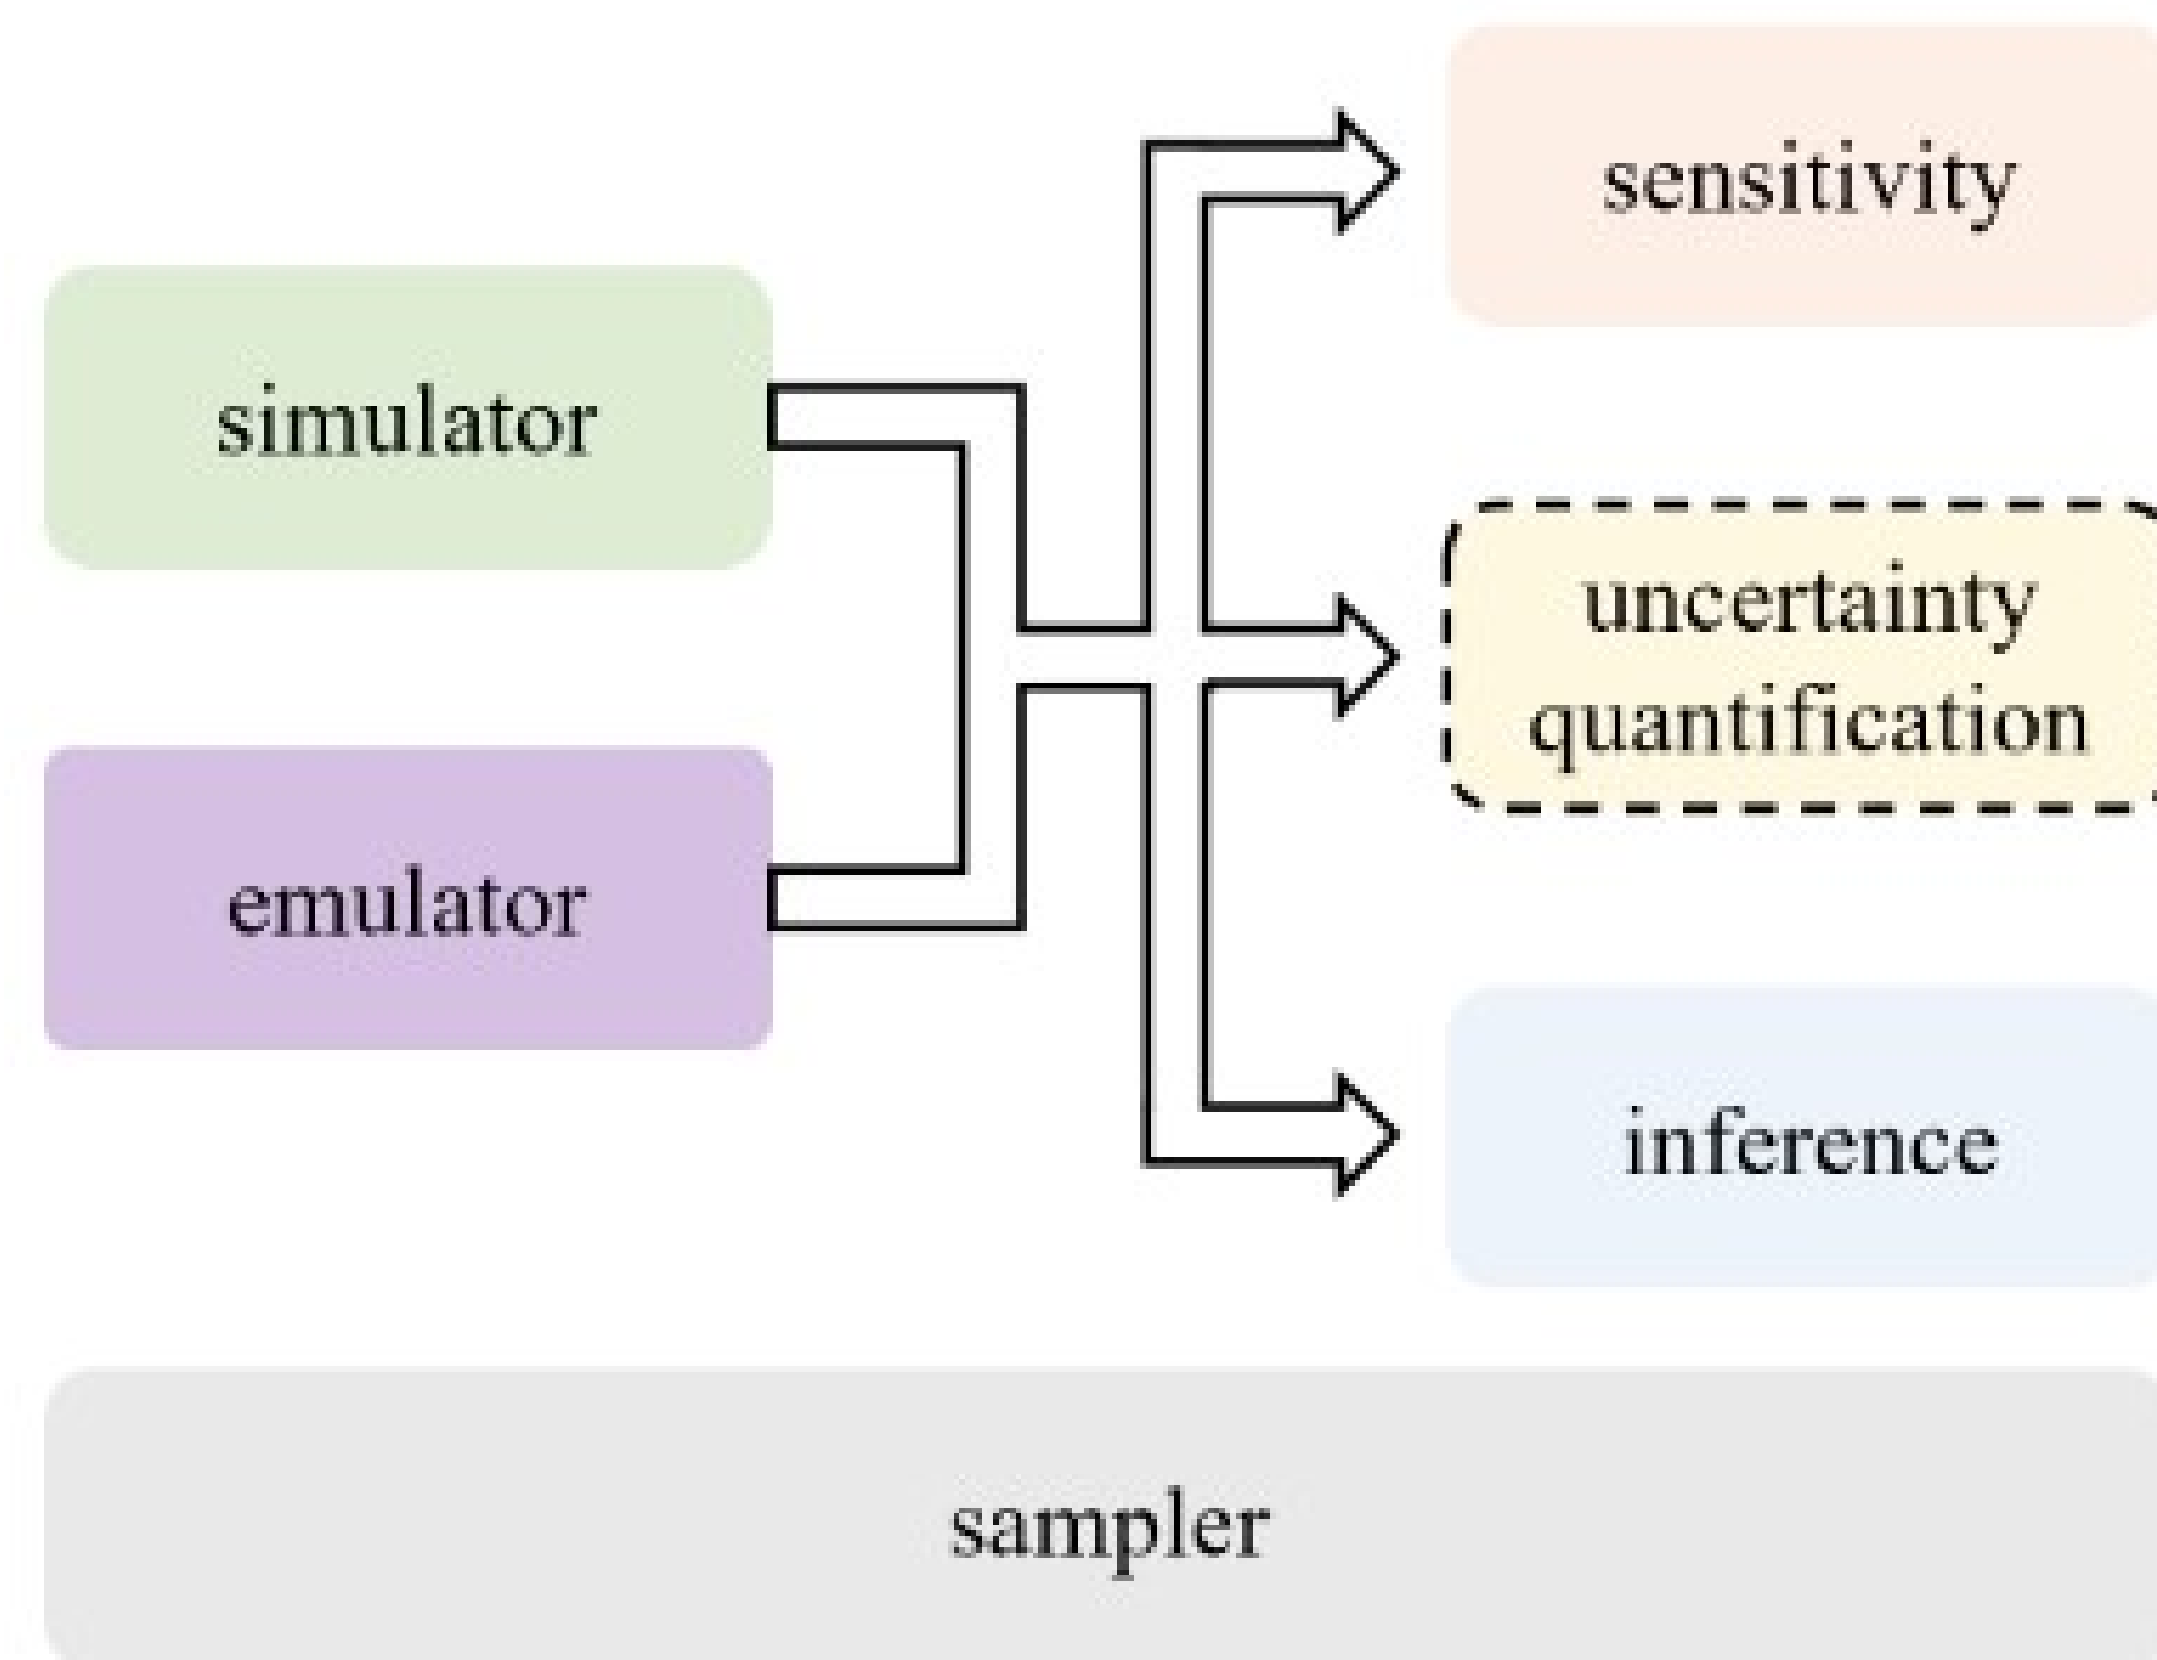 sensitivity
simulator
uncertainty
quantification
emulator
inference
sampler